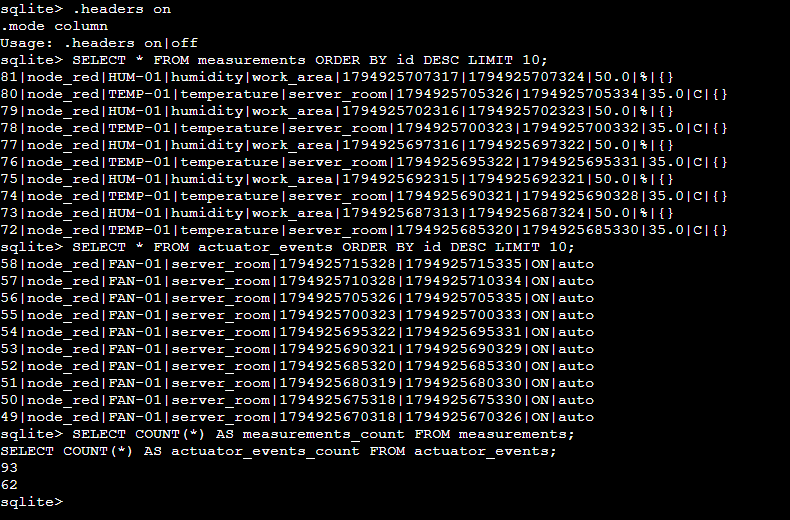 sqlite> .headers on
.mode column
Usage: .headers on|off
sqlite> SELECT * FROM measurements ORDER BY id DESC LIMIT 10;
81|node_red|HUM-01|humidity|work_area|1794925707317|1794925707324|50.0|%|{}
80|node_red|TEMP-01|temperature|server_room|1794925705326|1794925705334|35.0|C|{}
79|node_red|HUM-01|humidity|work_area|1794925702316|1794925702323|50.0|%|{}
78|node_red|TEMP-01|temperature|server_room|1794925700323|1794925700332|35.0|C|{}
77|node_red|HUM-01|humidity|work_area|1794925697316|1794925697322|50.0|%|{}
76|node_red|TEMP-01|temperature|server_room|1794925695322|1794925695331|35.0|C|{}
75|node_red|HUM-01|humidity|work_area|1794925692315|1794925692321|50.0|%|{}
74|node_red|TEMP-01|temperature|server_room|1794925690321|1794925690328|35.0|C|{}
73|node_red|HUM-01|humidity|work_area|1794925687313|1794925687324|50.0|%|{}
72|node_red|TEMP-01|temperature|server_room|1794925685320|1794925685330|35.0|C|{}
sqlite> SELECT * FROM actuator_events ORDER BY id DESC LIMIT 10;
58|node_red|FAN-01|server_room|1794925715328|1794925715335|ON|auto
57|node_red|FAN-01|server_room|1794925710328|1794925710334|ON|auto
56|node_red|FAN-01|server_room|1794925705326|1794925705335|ON|auto
55|node_red|FAN-01|server_room|1794925700323|1794925700333|ON|auto
54|node_red|FAN-01|server_room|1794925695322|1794925695331|ON|auto
53|node_red|FAN-01|server_room|1794925690321|1794925690329|ON|auto
52|node_red|FAN-01|server_room|1794925685320|1794925685330|ON|auto
51|node_red|FAN-01|server_room|1794925680319|1794925680330|ON|auto
50|node_red|FAN-01|server_room|1794925675318|1794925675330|ON|auto
49|node_red|FAN-01|server_room|1794925670318|1794925670326|ON|auto
sqlite> SELECT COUNT(*) AS measurements_count FROM measurements;
SELECT COUNT(*) AS actuator_events_count FROM actuator_events;
93
62
sqlite>